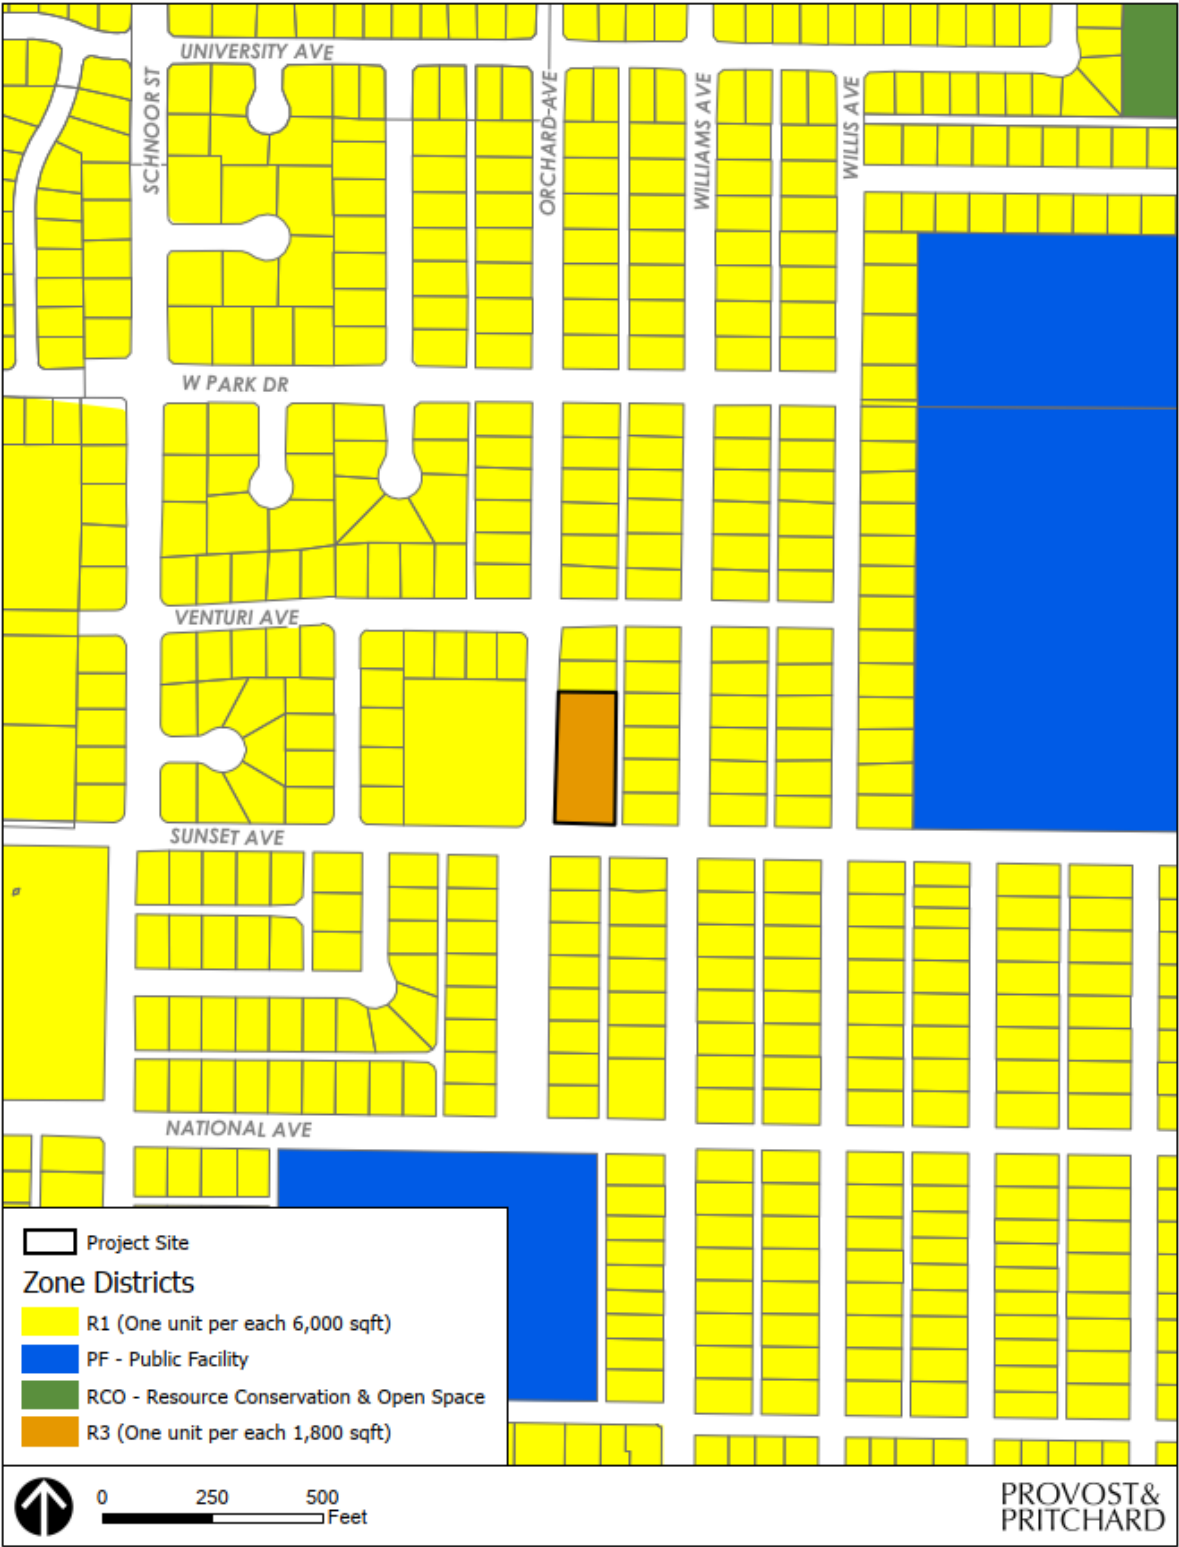 UNIVERSITY AVE
SCHNOOR ST
ORCHARD AVE
WILLIAMS AVE
WILLIS AVE
W PARK DR
VENTURI AVE
SUNSET AVE
NATIONAL AVE
Project Site
Zone Districts
R1 (One unit per each 6,000 sqft)
PF - Public Facility
RCO - Resource Conservation & Open Space
R3 (One unit per each 1,800 sqft)
0 250 500
Feet
PROVOST&
PRITCHARD